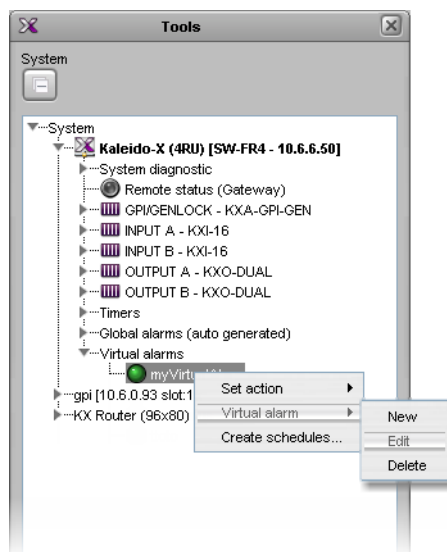 Tools
System
System
Kaleido-X (4RU) [SW-FR4 - 10.6.6.50]
System diagnostic
Remote status (Gateway)
GPI/GENLOCK - KXA-GPI-GEN
INPUT A - KXI-16
INPUT B - KXI-16
OUTPUT A - KXO-DUAL
OUTPUT B - KXO-DUAL
Timers
Global alarms (auto generated)
Virtual alarms
gpi [10.6.0.93 slot:1
KX Router (96x80)
Set action
Virtual alarm
Create schedules...
New
Edit
Delete